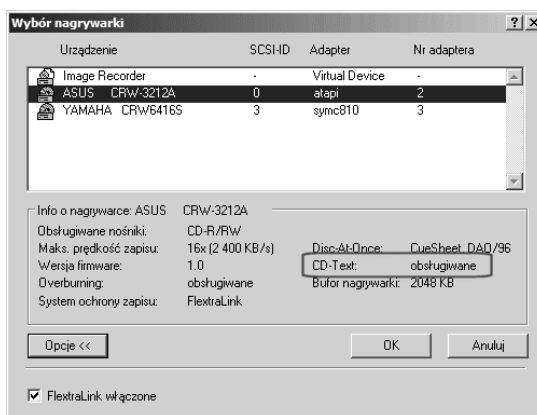 Wybór nagrywarki
Urządzenie SCSI-ID Adapter Nr adaptera
Image Recorder - Virtual Device -
ASUS CRW-3212A 0 atapi 2
YAMAHA CRW6416S 3 symc810 3
Info o nagrywarce: ASUS CRW-3212A
Obsługiwane nośniki: CD-R/RW
Maks. prędkość zapisu: 16x (2 400 KB/s) Disc-At-Once: CueSheet, DAO/96
Wersja firmware: 1.0 CD-Text: obsługiwane
Overburning: obsługiwane Bufor nagrywarki: 2048 KB
System ochrony zapisu: FlextraLink
Opcje << OK Anuluj
FlextraLink włączone